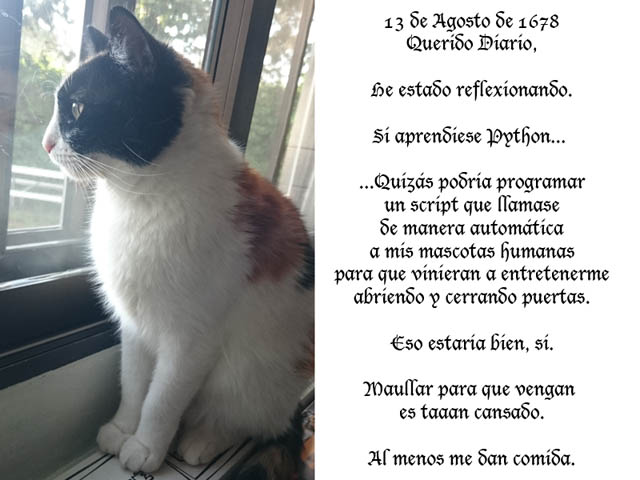 13 de Agosto de 1678
Querido Diario,
He estado reflexionando.
Si aprendiese Python...
...Quizás podría programar
un script que llamase
de manera automática
a mis mascotas humanas
para que vinieran a entretenerme
abriendo y cerrando puertas.
Eso estaría bien, sí.
Maullar para que vengan
es taaan cansado.
Al menos me dan comida.